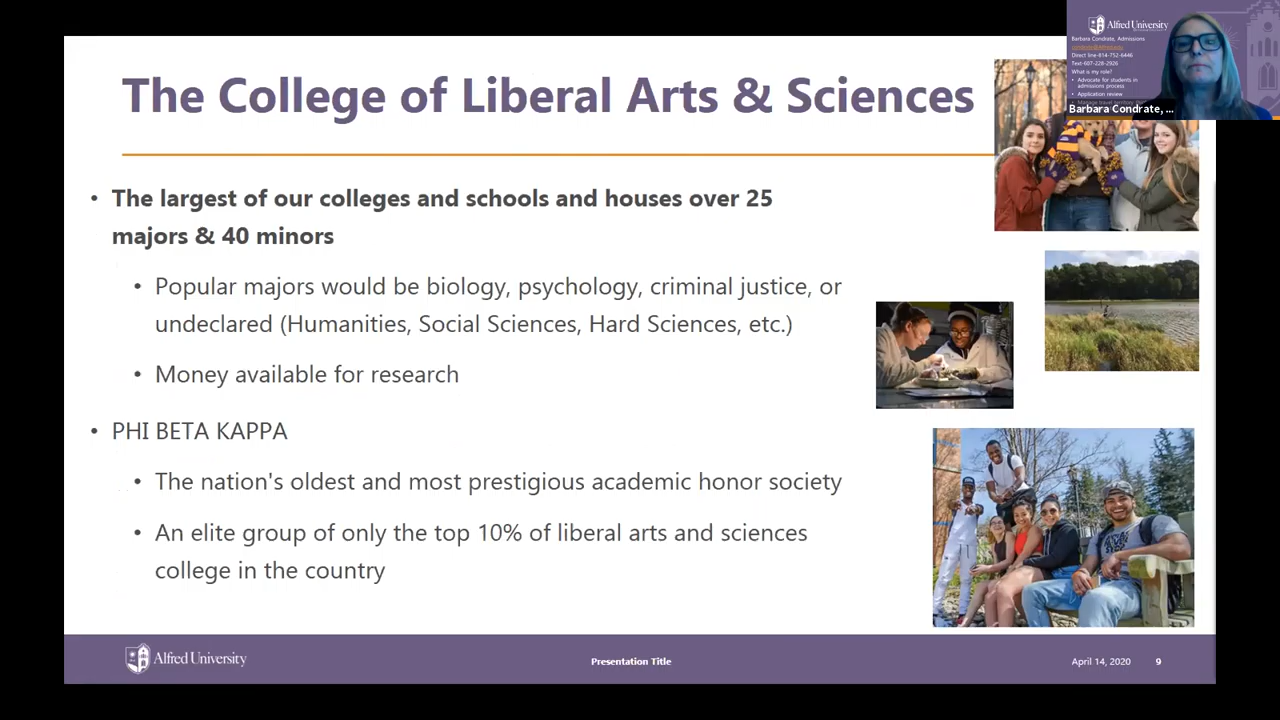 The College of Liberal Arts & Sciences
The largest of our colleges and schools and houses over 25
majors & 40 minors
Popular majors would be biology, psychology, criminal justice, or
undeclared (Humanities, Social Sciences, Hard Sciences, etc.)
Money available for research
PHI BETA KAPPA
The nation's oldest and most prestigious academic honor society
An elite group of only the top 10% of liberal arts and sciences
college in the country
Alfred University
Presentation Title
April 14, 2020
9
Alfred University
Barbara Condrate, Admissions
Direct line-814-752-6446
Text-607-228-2926
What is my role?
Advocate for students in
admissions process
Application review
Barbara Condrate, ...